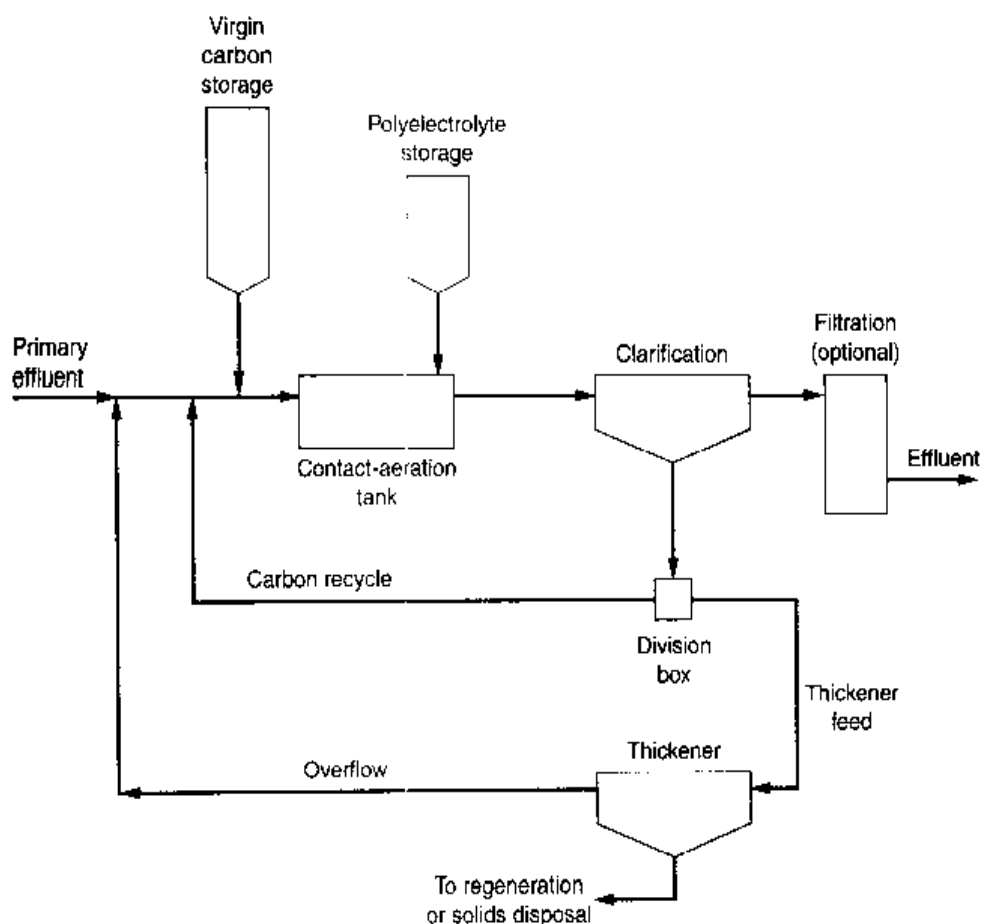 Virgin
carbon
storage
Polyelectrolyte
storage
Primary
effluent
Clarification
Filtration
(optional)
Contact-aeration
tank
Effluent
Carbon recycle
Division
box
Thickener
feed
Thickener
Overflow
To regeneration
or solids disposal